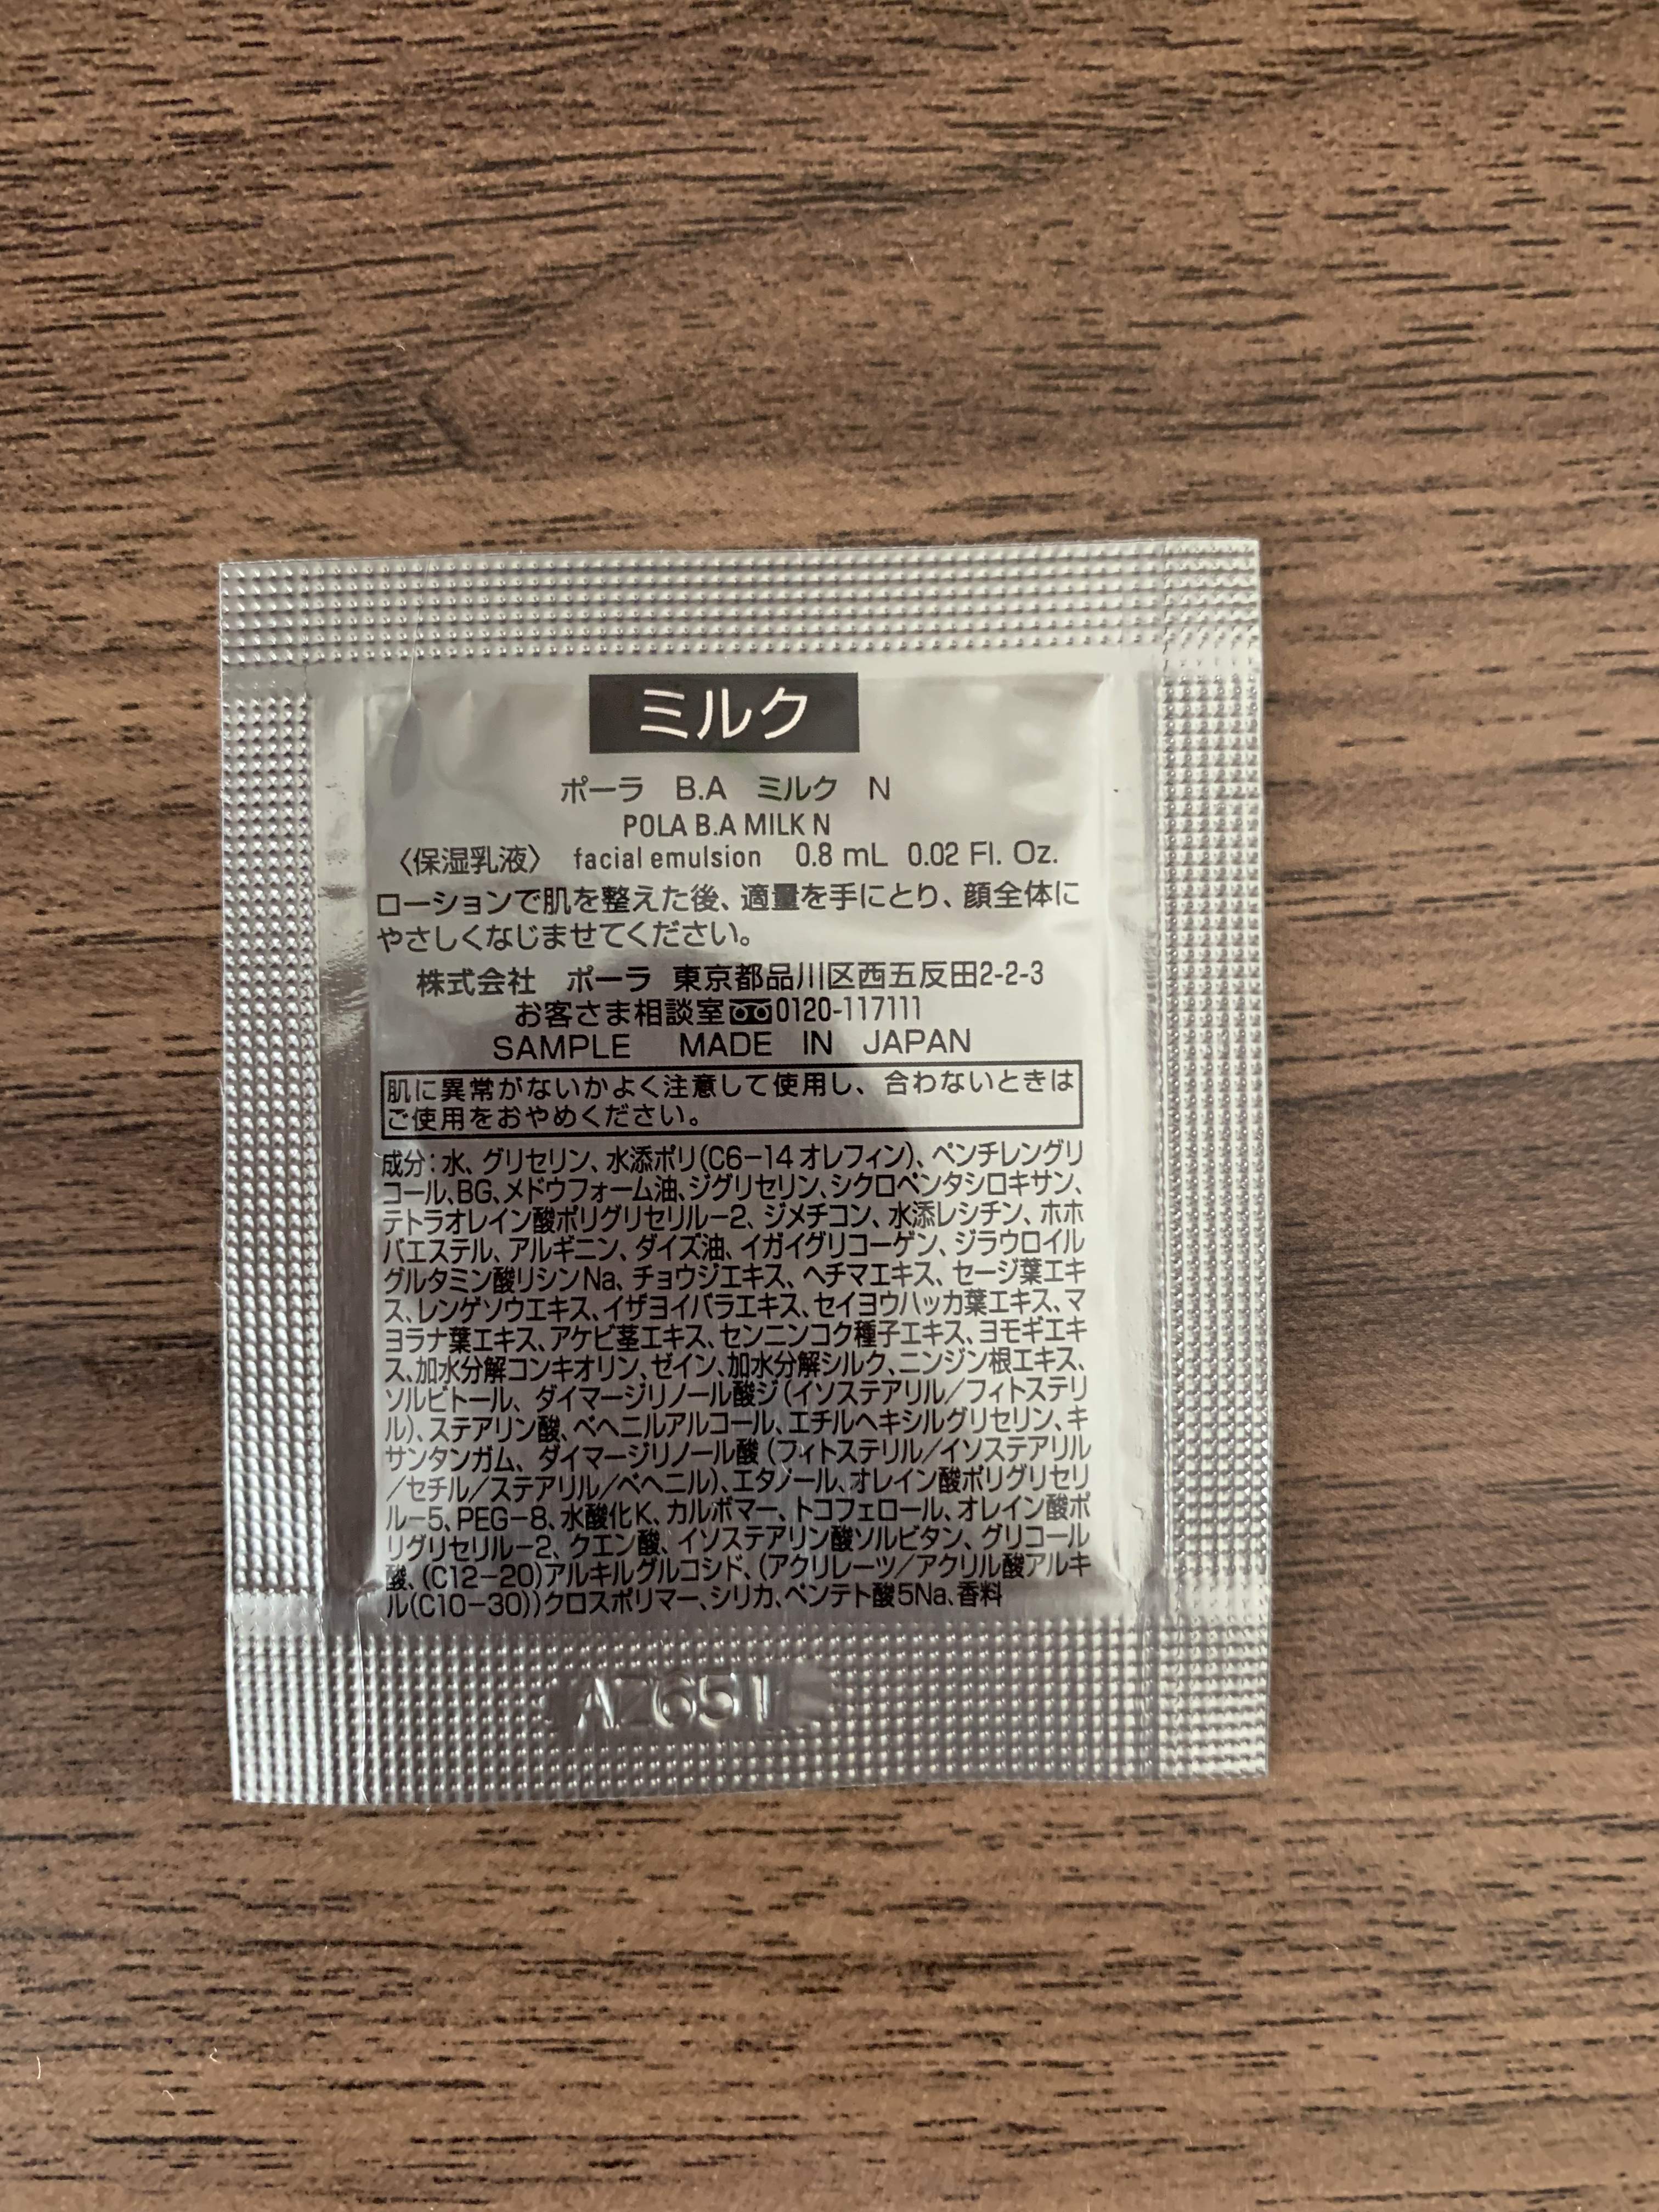 ミルク
ポーラ B.A ミルク N
POLA B.A MILK N
〈保湿乳液〉 facial emulsion 0.8 mL 0.02 Fl. Oz.
ローションで肌を整えた後、適量を手にとり、顔全体に
やさしくなじませてください。
株式会社 ポーラ 東京都品川区西五反田2-2-3
お客さま相談室0120-117111
SAMPLE MADE IN JAPAN
肌に異常がないかよく注意して使用し、合わないときは
ご使用をおやめください。
成分:水、グリセリン、水添ポリ(C6-14オレフィン)、ペンチレングリ
コール、BG、メドウフォーム油、ジグリセリン、シクロペンタシロキサン、
テトラオレイン酸ポリグリセリル-2、ジメチコン、水添レシチン、ホホ
バエステル、アルギニン、ダイズ油、イガイグリコーゲン、ジラウロイル
グルタミン酸リシンNa、チョウジエキス、ヘチマエキス、セージ葉エキ
ス、レンゲソウエキス、イザヨイバラエキス、セイヨウハッカ葉エキス、マ
ヨラナ葉エキス、アケビ茎エキス、センニンコク種子エキス、ヨモギエキ
ス、加水分解コンキオリン、ゼイン、加水分解シルク、ニンジン根エキス、
ソルビトール、ダイマージリノール酸ジ(イソステアリル/フィトステリ
ル)、ステアリン酸、ベヘニルアルコール、エチルヘキシルグリセリン、キ
サンタンガム、ダイマージリノール酸(フィトステリル/イソステアリル
/セチル/ステアリル/ベヘニル)、エタノール、オレイン酸ポリグリセリ
ル-5、PEG-8、水酸化K、カルボマー、トコフェロール、オレイン酸ポ
リグリセリル-2、クエン酸、イソステアリン酸ソルビタン、グリコール
酸、(C12-20)アルキルグルコシド、(アクリレーツ/アクリル酸アルキ
ル(C10-30))クロスポリマー、シリカ、ペンテト酸5Na、香料